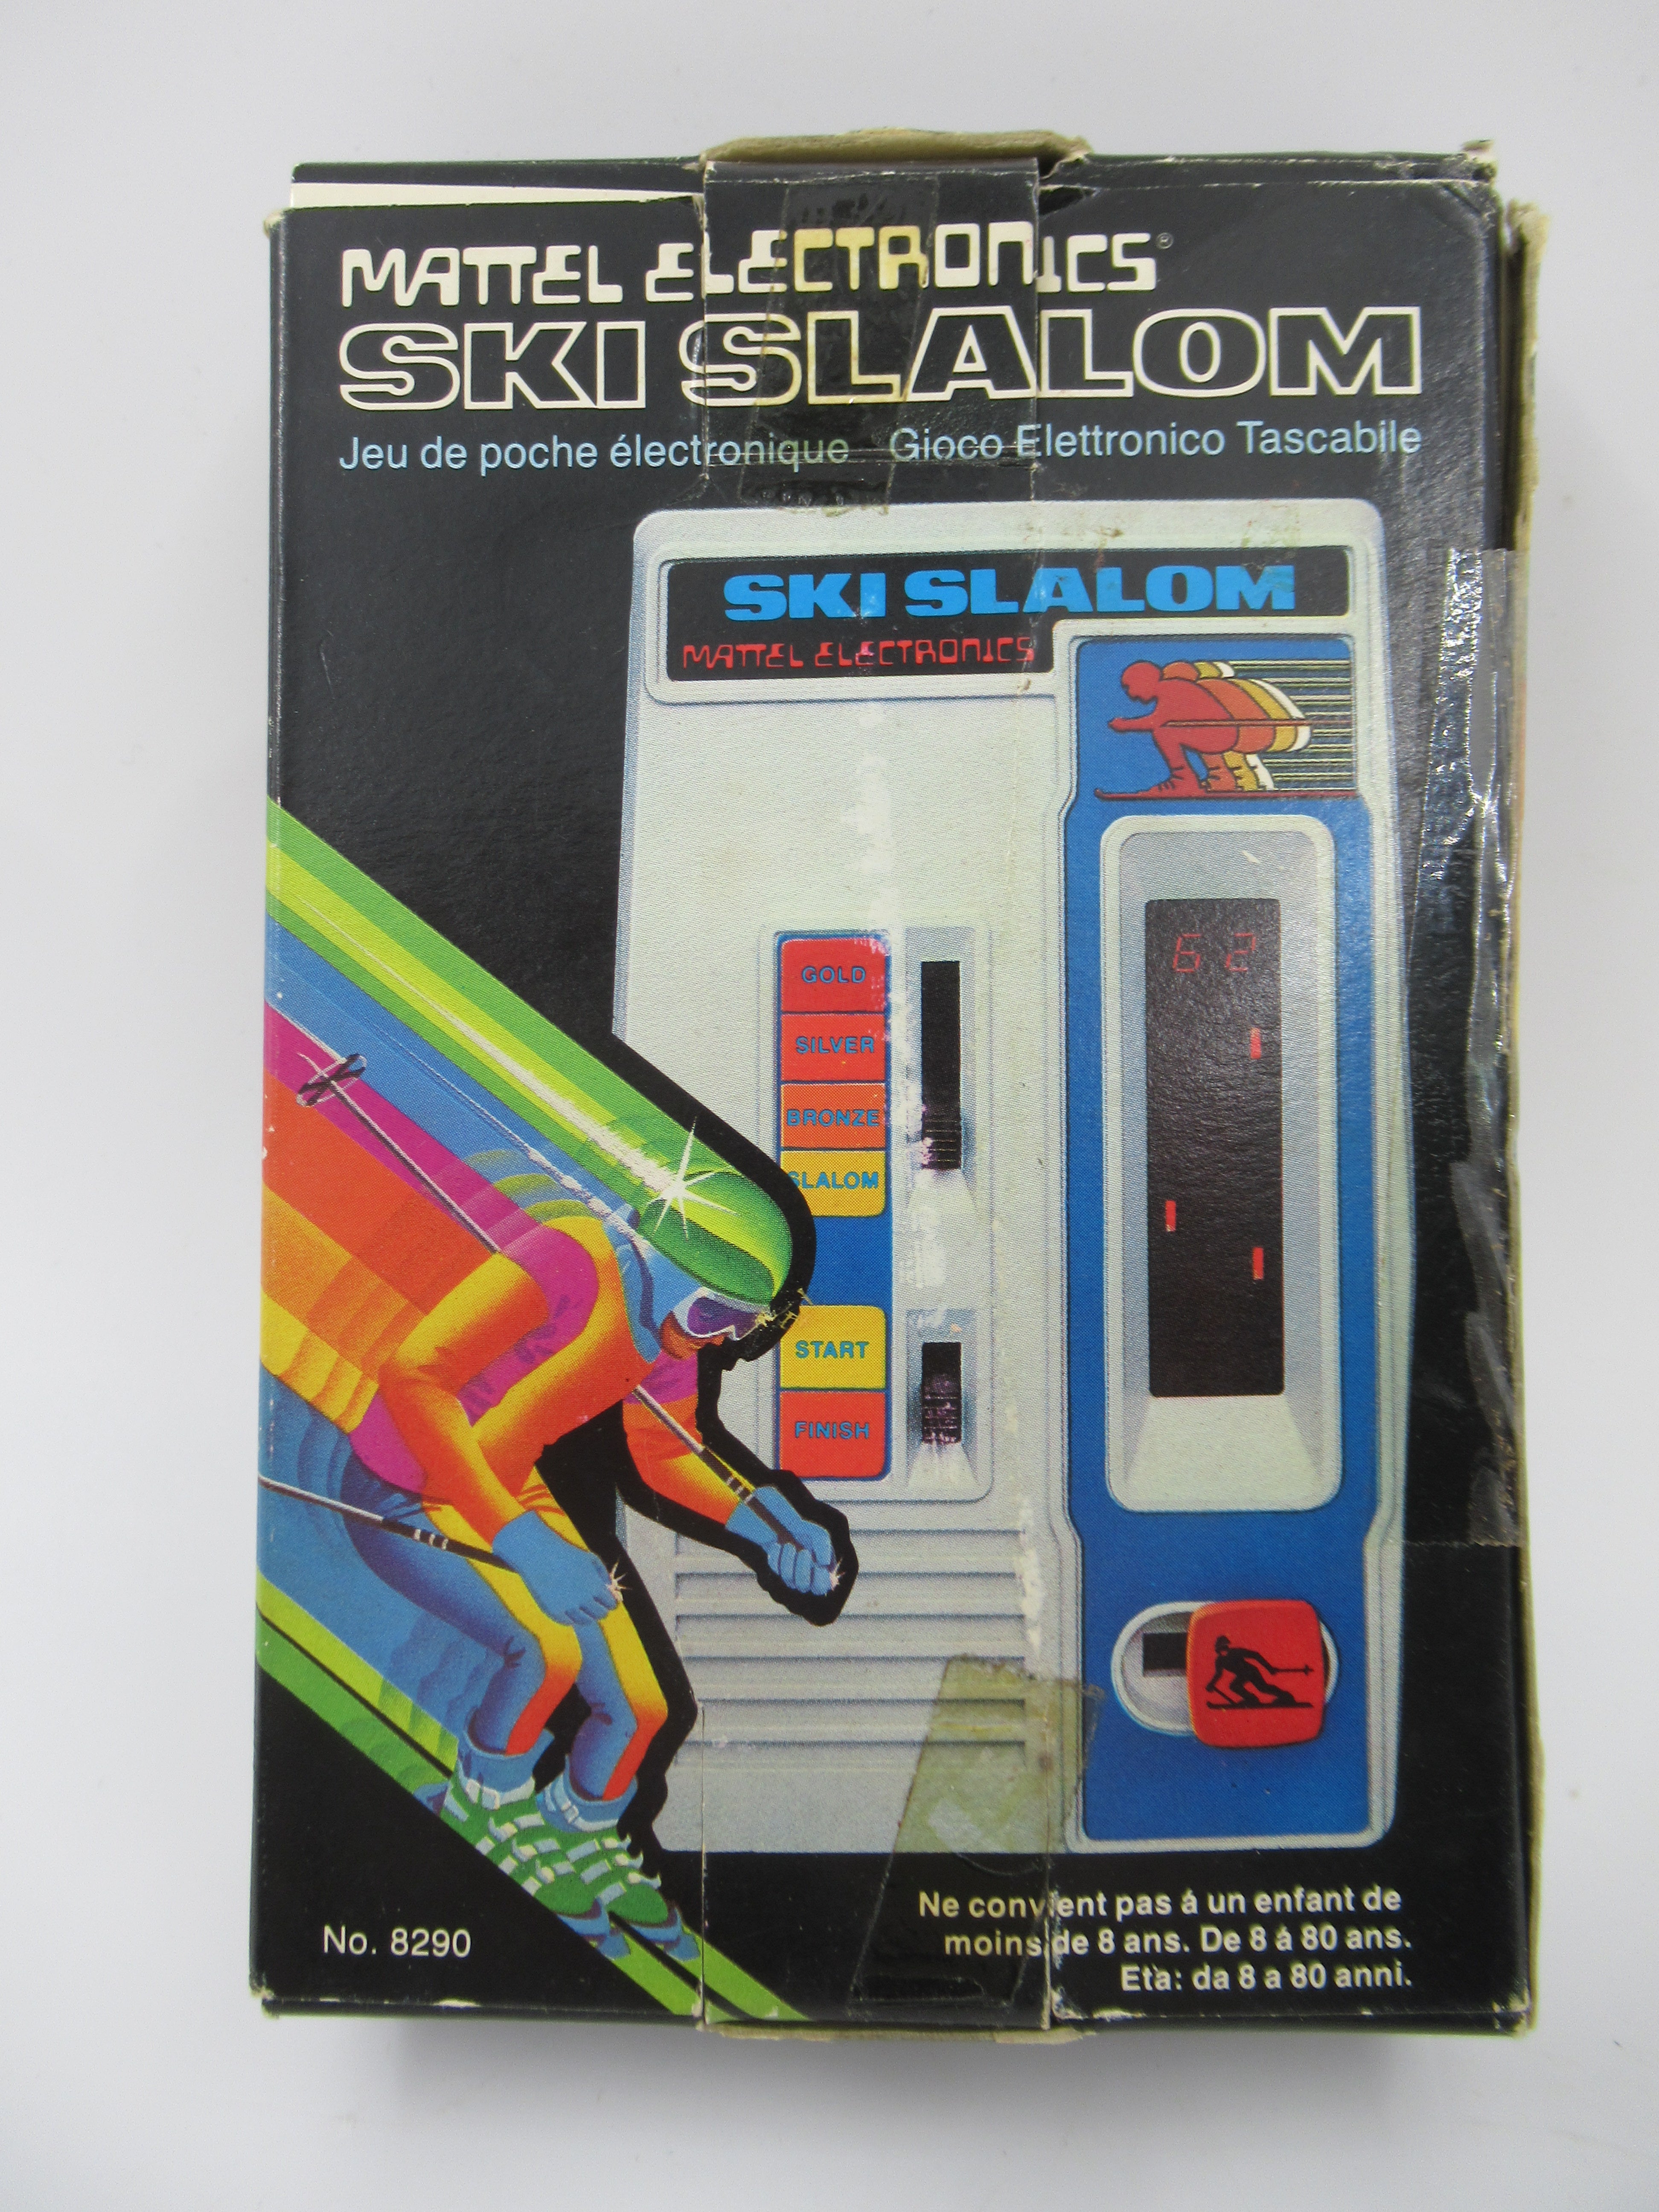 MATTEL ELECTRONICS®
SKI SLALOM
Jeu de poche électronique Gioco Elettronico Tascabile
SKI SLALOM
MATTEL ELECTRONICS
62
GOLD
SILVER
BRONZE
SLALOM
START
FINISH
No. 8290
Ne convient pas á un enfant de
moins de 8 ans. De 8 á 80 ans.
Eta: da 8 a 80 anni.